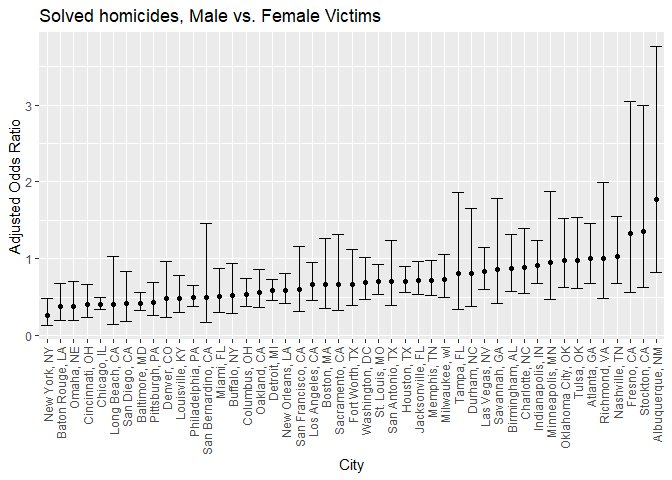 Solved homicides, Male vs. Female Victims
Adjusted Odds Ratio
3
2
1
0
New York, NY
Baton Rouge, LA
Omaha, NE
Cincinnati, OH
Chicago, IL
Long Beach, CA
San Diego, CA
Baltimore, MD
Pittsburgh, PA
Denver, CO
Louisville, KY
Philadelphia, PA
San Bernardino, CA
Miami, FL
Buffalo, NY
Columbus, OH
Oakland, CA
Detroit, MI
New Orleans, LA
San Francisco, CA
Los Angeles, CA
Boston, MA
Sacramento, CA
Fort Worth, TX
Washington, DC
St. Louis, MO
San Antonio, TX
Houston, TX
Jacksonville, FL
Memphis, TN
Milwaukee, wI
Tampa, FL
Durham, NC
Las Vegas, NV
Savannah, GA
Birmingham, AL
Charlotte, NC
Indianapolis, IN
Minneapolis, MN
Oklahoma City, OK
Tulsa, OK
Atlanta, GA
Richmond, VA
Nashville, TN
Fresno, CA
Stockton, CA
Albuquerque, NM
City